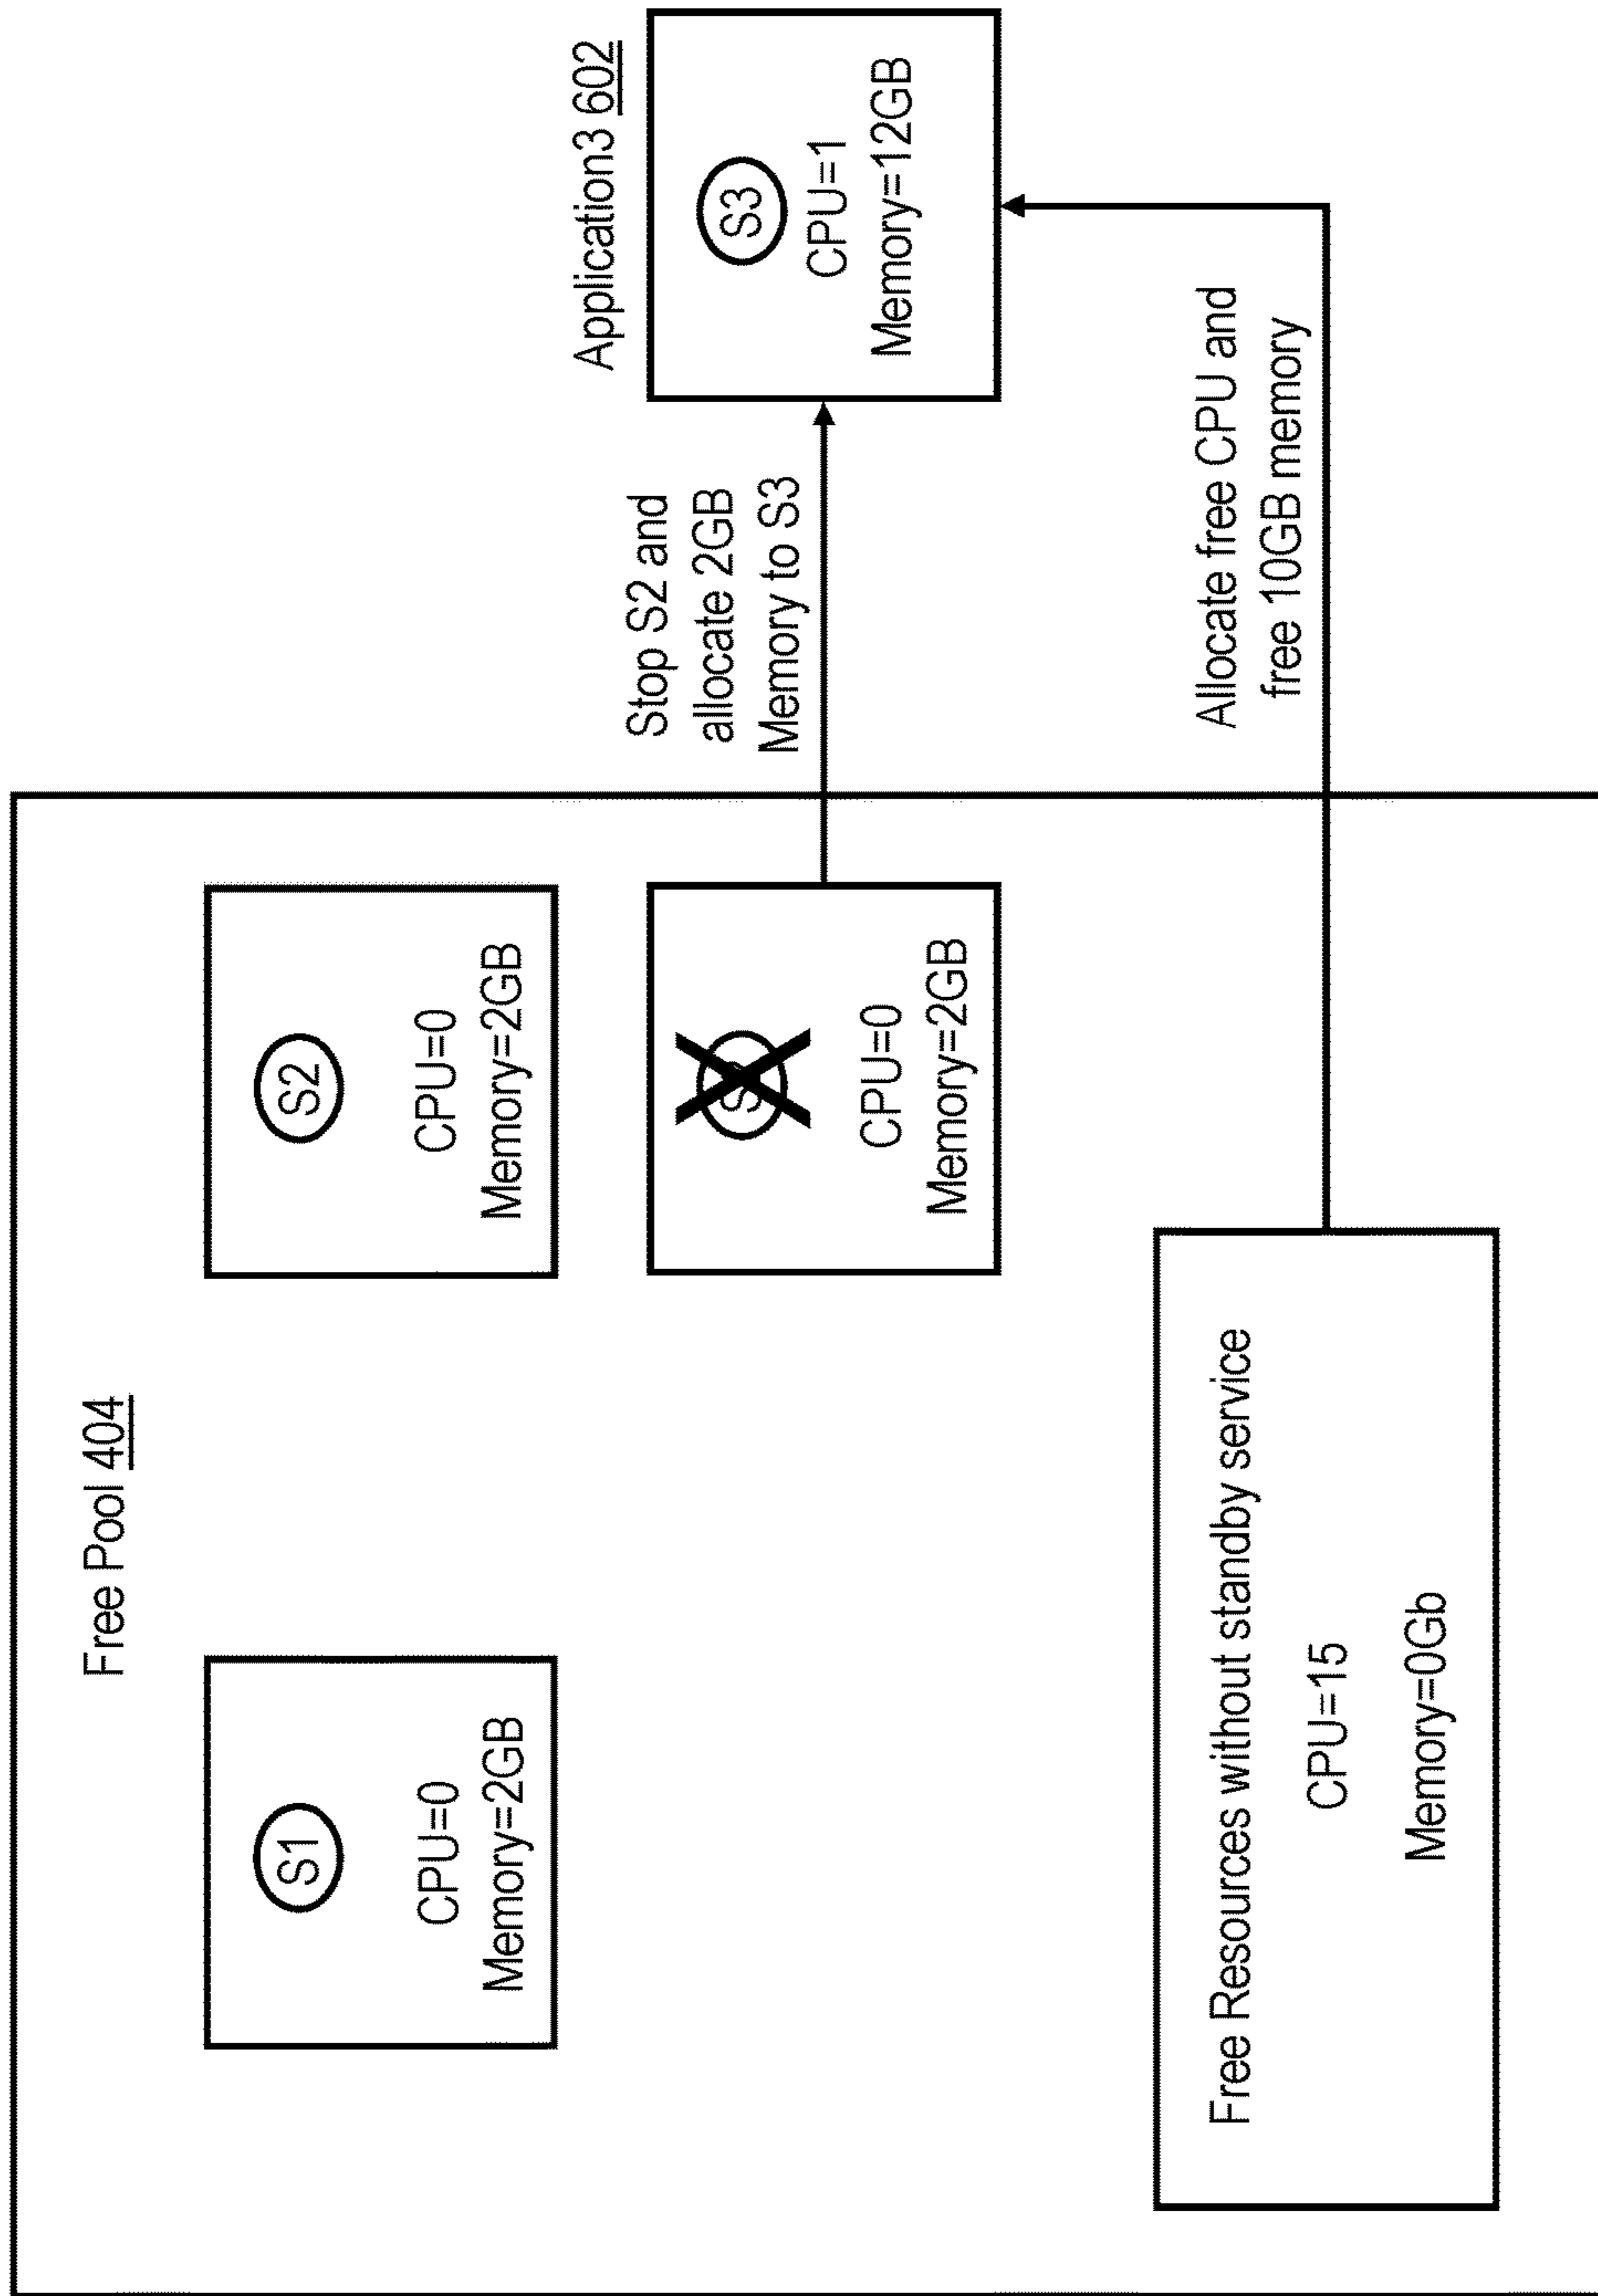 Free Pool 404
S1
CPU=0
Memory=2GB
S2
CPU=0
Memory=2GB
CPU=0
Memory=2GB
Stop S2 and
allocate 2GB
Memory to S3
Application3 602
S3
CPU=1
Memory=12GB
Free Resources without standby service
CPU=15
Memory=0Gb
Allocate free CPU and
free 10GB memory